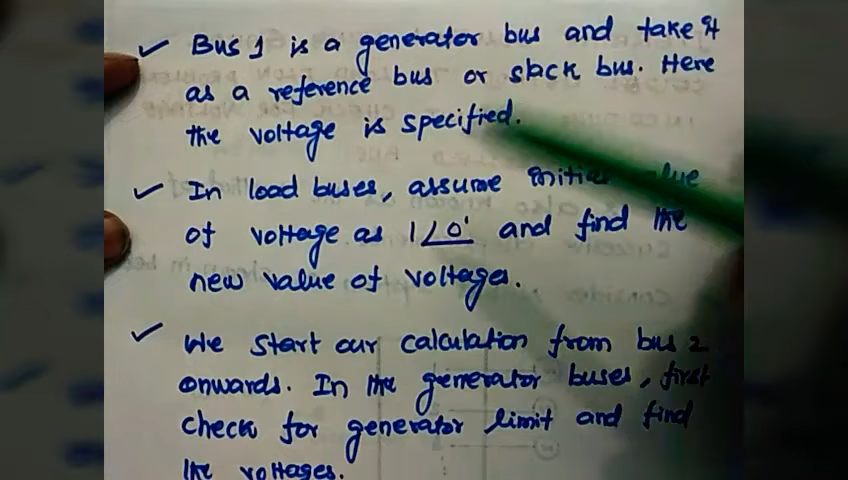 ✓ Bus 1 is a generator bus and take it
as a reference bus or slack bus. Here
the voltage is specified.
✓ In load buses, assume initial value
of voltage as 1∠0° and find the
new value of voltages.
✓ We start our calculation from bus 2
onwards. In the generator buses, first
check for generator limit and find
the voltages.